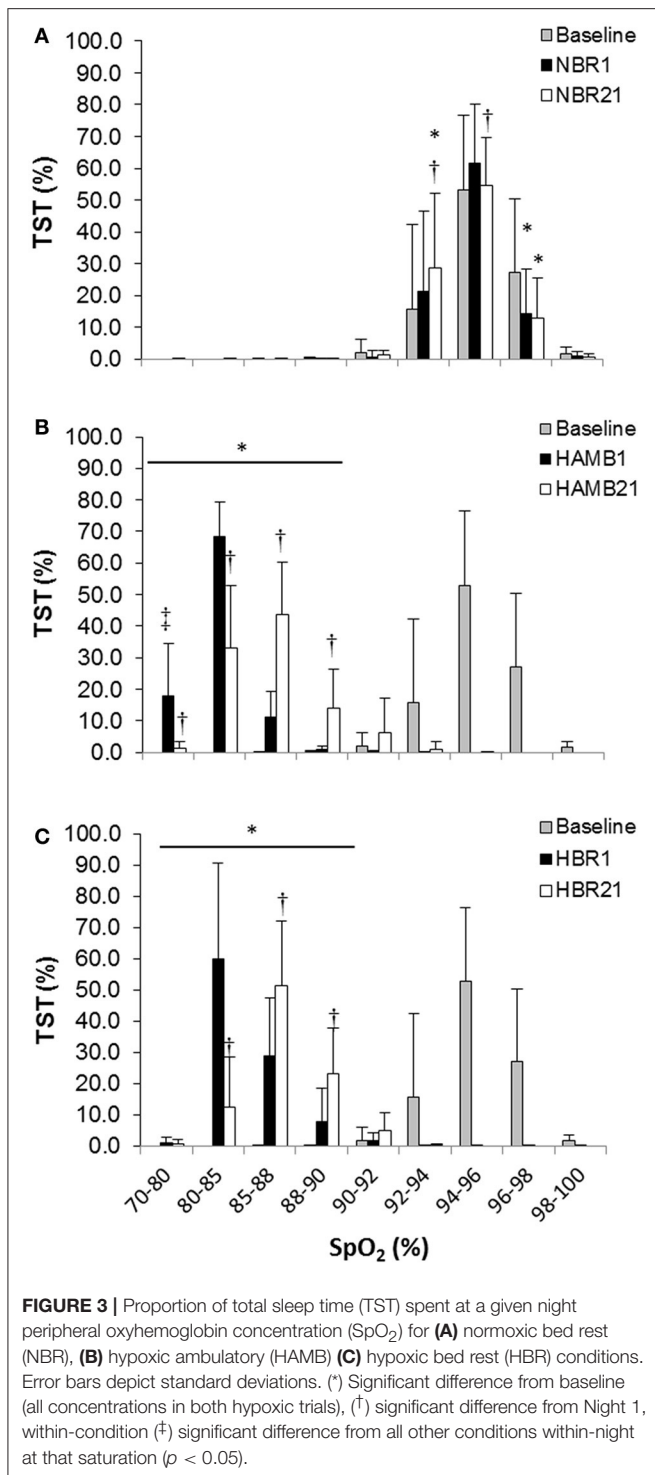 A
100.0
90.0
80.0
70.0
60.0
50.0
40.0
30.0
20.0
10.0
0.0
TST (%)
Baseline
NBR1
NBR21
*
†
†
*
*
B
100.0
90.0
80.0
70.0
60.0
50.0
40.0
30.0
20.0
10.0
0.0
TST (%)
*
Baseline
HAMB1
HAMB21
‡
†
†
†
†
C
100.0
90.0
80.0
70.0
60.0
50.0
40.0
30.0
20.0
10.0
0.0
TST (%)
*
Baseline
HBR1
HBR21
†
†
†
70-80
80-85
85-88
88-90
90-92
92-94
94-96
96-98
98-100
SpO2 (%)
FIGURE 3 | Proportion of total sleep time (TST) spent at a given night
peripheral oxyhemoglobin concentration (SpO2) for (A) normoxic bed rest
(NBR), (B) hypoxic ambulatory (HAMB) (C) hypoxic bed rest (HBR) conditions.
Error bars depict standard deviations. (*) Significant difference from baseline
(all concentrations in both hypoxic trials), (†) significant difference from Night 1,
within-condition (‡) significant difference from all other conditions within-night
at that saturation (p < 0.05).